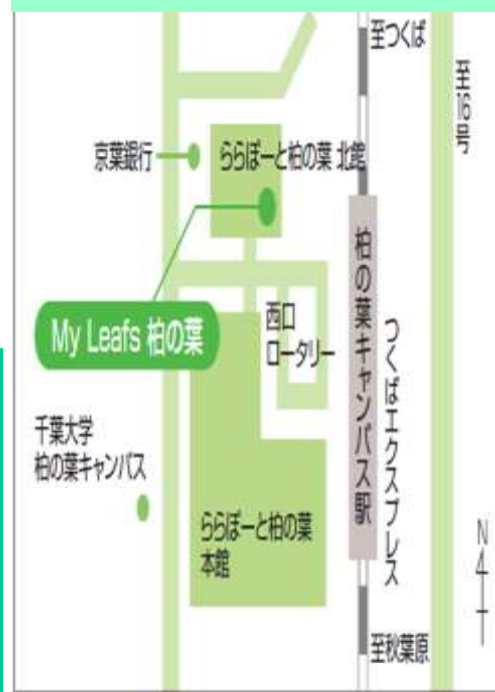 至つくば
至16号
京葉銀行
ららぽーと柏の葉 北館
柏の葉キャンパス駅
My Leafs 柏の葉
西口
ロータリー
つくばエクスプレス
千葉大学
柏の葉キャンパス
ららぽーと柏の葉
本館
N
至秋葉原